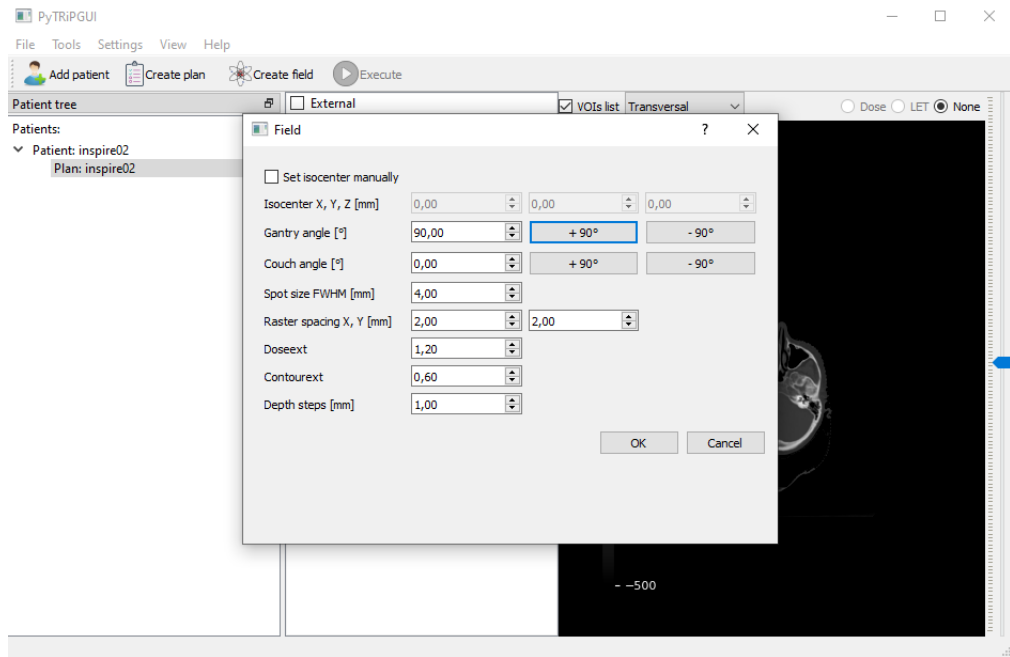 PyTRiPGUI
File Tools Settings View Help
Add patient Create plan Create field Execute
Patient tree
External
VOIs list Transversal Dose LET None
Patients:
Patient: inspire02
Plan: inspire02
Field ?
Set isocenter manually
Isocenter X, Y, Z [mm] 0,00 0,00 0,00
Gantry angle [º] 90,00 + 90° - 90°
Couch angle [º] 0,00 + 90° - 90°
Spot size FWHM [mm] 4,00
Raster spacing X, Y [mm] 2,00 2,00
Doseext 1,20
Contourext 0,60
Depth steps [mm] 1,00
OK Cancel
-500